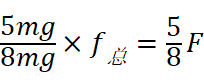 5mg/8mg × f总 = 5/8 F